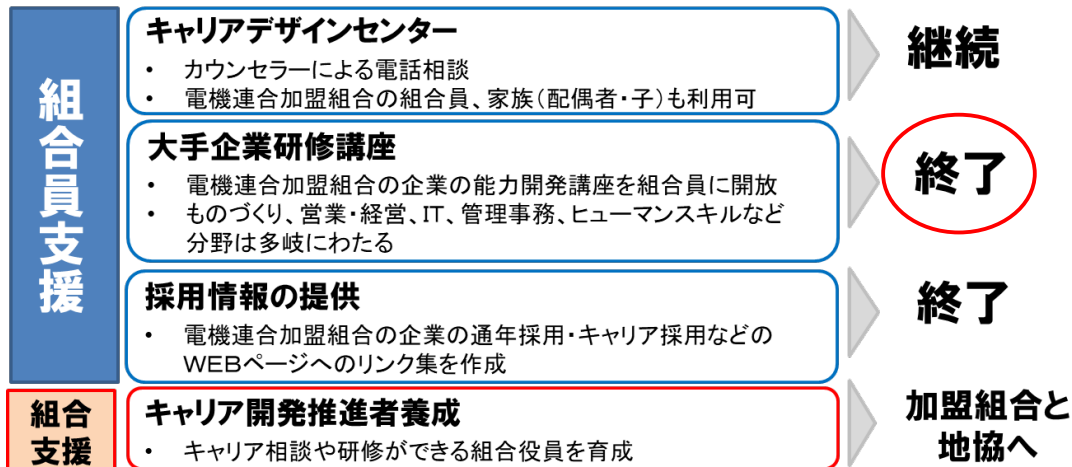 組合員支援
キャリアデザインセンター
・ カウンセラーによる電話相談
・ 電機連合加盟組合の組合員、家族(配偶者・子)も利用可
継続
大手企業研修講座
・ 電機連合加盟組合の企業の能力開発講座を組合員に開放
・ ものづくり、営業・経営、IT、管理事務、ヒューマンスキルなど
分野は多岐にわたる
終了
採用情報の提供
・ 電機連合加盟組合の企業の通年採用・キャリア採用などの
WEBページへのリンク集を作成
終了
組合
支援
キャリア開発推進者養成
・ キャリア相談や研修ができる組合役員を育成
加盟組合と
地協へ